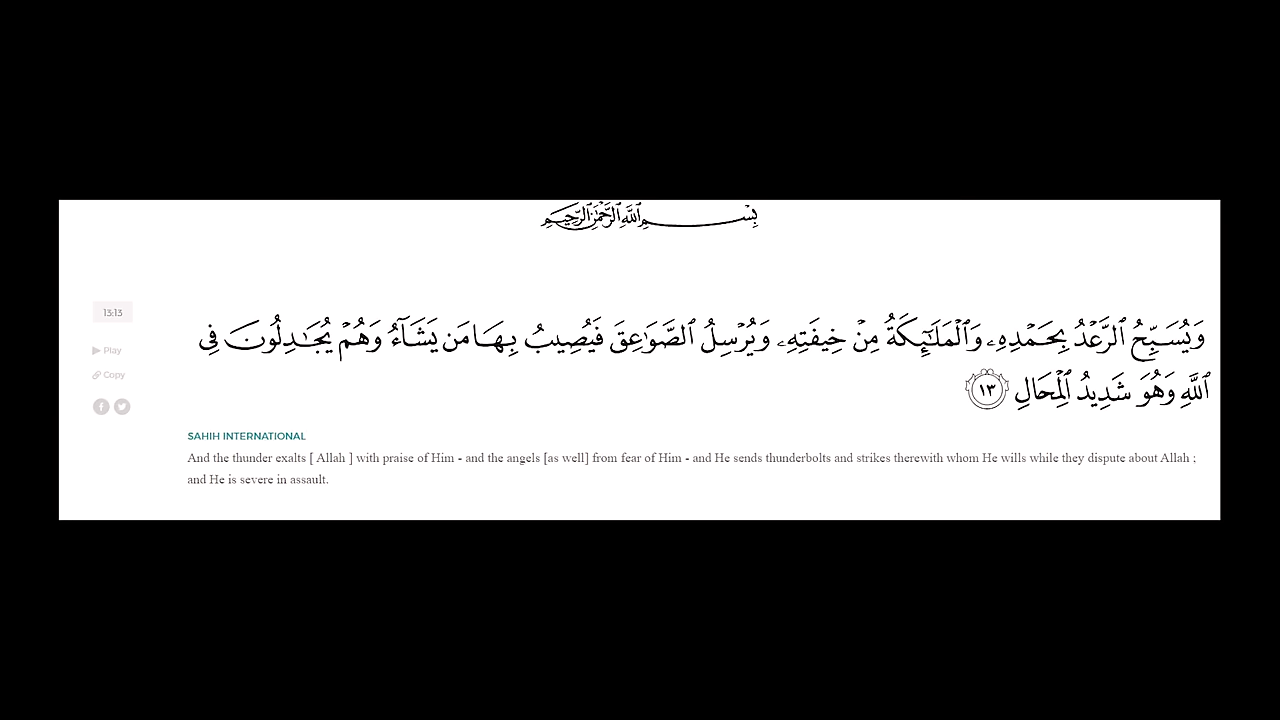 بِسْمِ اللَّهِ الرَّحْمَٰنِ الرَّحِيمِ
13:13
وَيُسَبِّحُ ٱلرَّعْدُ بِحَمْدِهِۦ وَٱلْمَلَـٰٓئِكَةُ مِنْ خِيفَتِهِۦ وَيُرْسِلُ ٱلصَّوَٰعِقَ فَيُصِيبُ بِهَا مَن يَشَآءُ وَهُمْ يُجَـٰدِلُونَ فِى
Play
Copy
ٱللَّهِ وَهُوَ شَدِيدُ ٱلْمِحَالِ ١٣
SAHIH INTERNATIONAL
And the thunder exalts [ Allah ] with praise of Him - and the angels [as well] from fear of Him - and He sends thunderbolts and strikes therewith whom He wills while they dispute about Allah ;
and He is severe in assault.